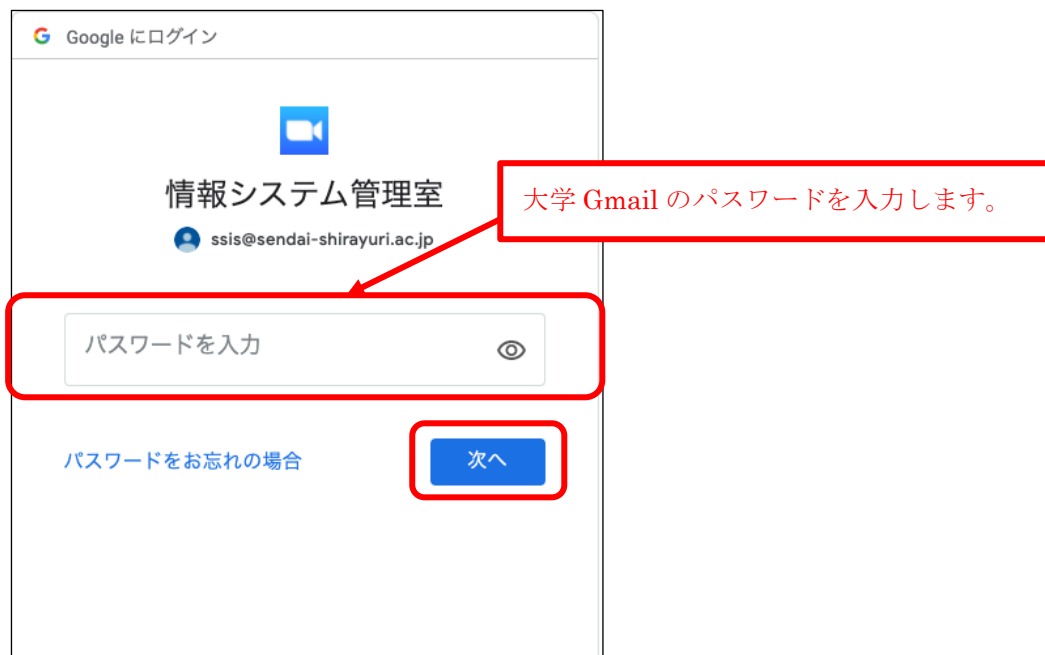 Google にログイン
情報システム管理室
ssis@sendai-shirayuri.ac.jp
大学 Gmail のパスワードを入力します。
パスワードを入力
パスワードをお忘れの場合
次へ